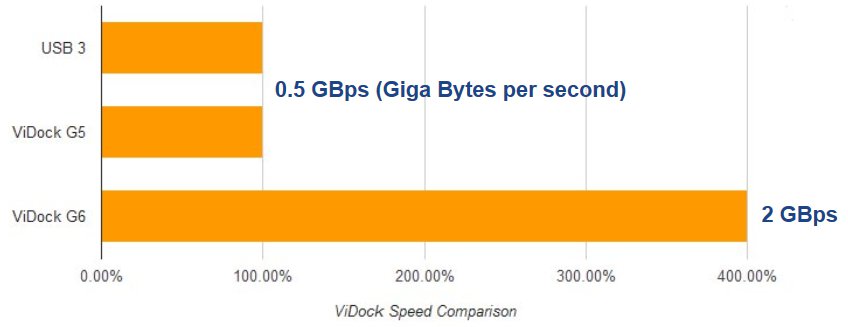 USB 3
0.5 GBps (Giga Bytes per second)
ViDock G5
ViDock G6
2 GBps
0.00%
100.00%
200.00%
300.00%
400.00%
ViDock Speed Comparison